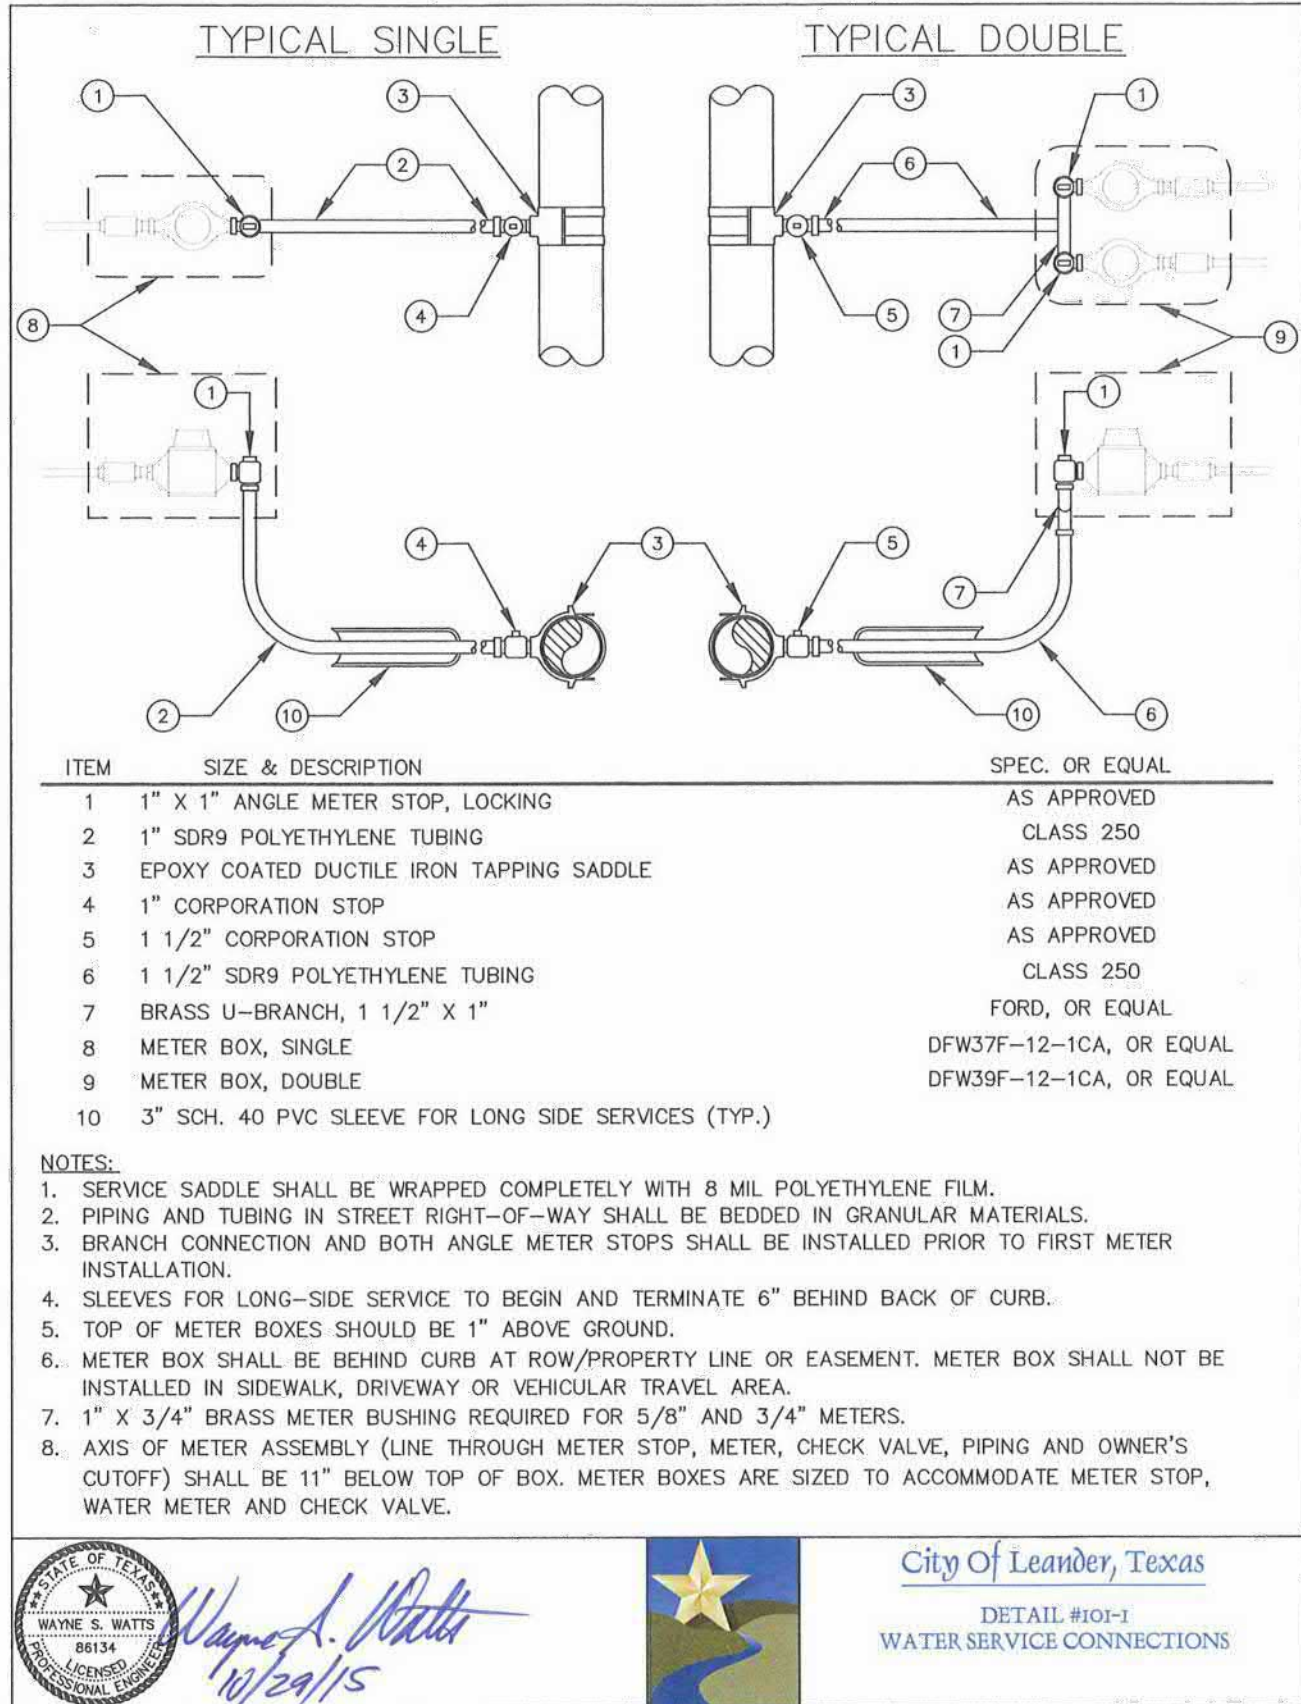 TYPICAL SINGLE
TYPICAL DOUBLE
1
3
3
1
2
6
8
4
5
7
1
9
1
1
4
3
5
7
2
10
10
6
ITEM SIZE & DESCRIPTION SPEC. OR EQUAL
1 1" X 1" ANGLE METER STOP, LOCKING AS APPROVED
2 1" SDR9 POLYETHYLENE TUBING CLASS 250
3 EPOXY COATED DUCTILE IRON TAPPING SADDLE AS APPROVED
4 1" CORPORATION STOP AS APPROVED
5 1 1/2" CORPORATION STOP AS APPROVED
6 1 1/2" SDR9 POLYETHYLENE TUBING CLASS 250
7 BRASS U-BRANCH, 1 1/2" X 1" FORD, OR EQUAL
8 METER BOX, SINGLE DFW37F-12-1CA, OR EQUAL
9 METER BOX, DOUBLE DFW39F-12-1CA, OR EQUAL
10 3" SCH. 40 PVC SLEEVE FOR LONG SIDE SERVICES (TYP.)
NOTES:
1. SERVICE SADDLE SHALL BE WRAPPED COMPLETELY WITH 8 MIL POLYETHYLENE FILM.
2. PIPING AND TUBING IN STREET RIGHT-OF-WAY SHALL BE BEDDED IN GRANULAR MATERIALS.
3. BRANCH CONNECTION AND BOTH ANGLE METER STOPS SHALL BE INSTALLED PRIOR TO FIRST METER
INSTALLATION.
4. SLEEVES FOR LONG-SIDE SERVICE TO BEGIN AND TERMINATE 6" BEHIND BACK OF CURB.
5. TOP OF METER BOXES SHOULD BE 1" ABOVE GROUND.
6. METER BOX SHALL BE BEHIND CURB AT ROW/PROPERTY LINE OR EASEMENT. METER BOX SHALL NOT BE
INSTALLED IN SIDEWALK, DRIVEWAY OR VEHICULAR TRAVEL AREA.
7. 1" X 3/4" BRASS METER BUSHING REQUIRED FOR 5/8" AND 3/4" METERS.
8. AXIS OF METER ASSEMBLY (LINE THROUGH METER STOP, METER, CHECK VALVE, PIPING AND OWNER'S
CUTOFF) SHALL BE 11" BELOW TOP OF BOX. METER BOXES ARE SIZED TO ACCOMMODATE METER STOP,
WATER METER AND CHECK VALVE.
STATE OF TEXAS
WAYNE S. WATTS
86134
LICENSED
PROFESSIONAL ENGINEER
Wayne S. Watts
10/29/15
City Of Leander, Texas
DETAIL #101-1
WATER SERVICE CONNECTIONS